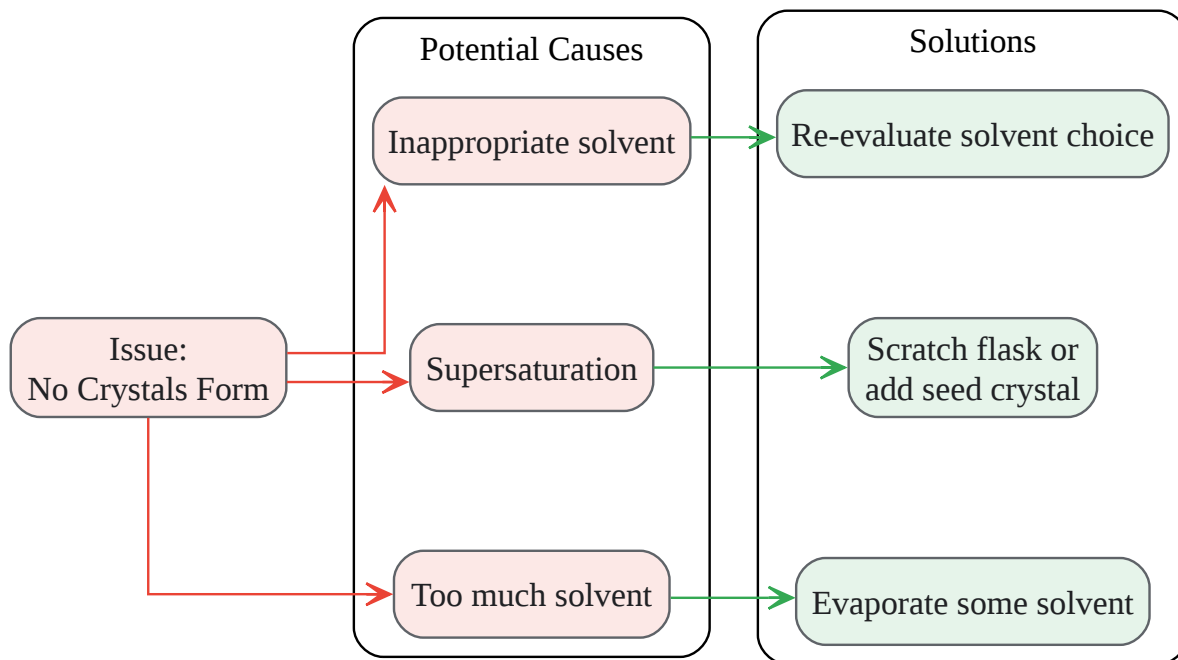 Potential Causes
Solutions
Inappropriate solvent
Re-evaluate solvent choice
Issue:
No Crystals Form
Supersaturation
Scratch flask or
add seed crystal
Too much solvent
Evaporate some solvent